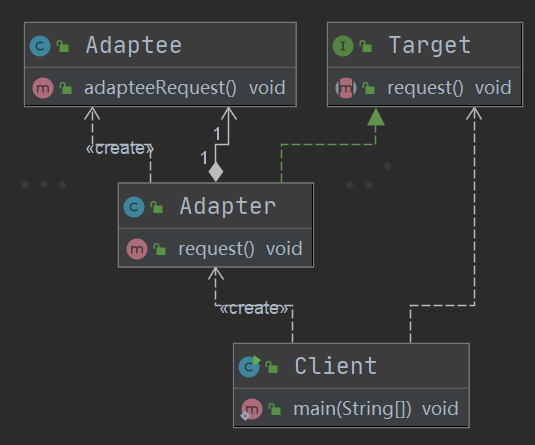 C Adaptee
m adapteeRequest() void
I Target
m request() void
«create»
1
1
C Adapter
m request() void
«create»
C Client
m main(String[]) void